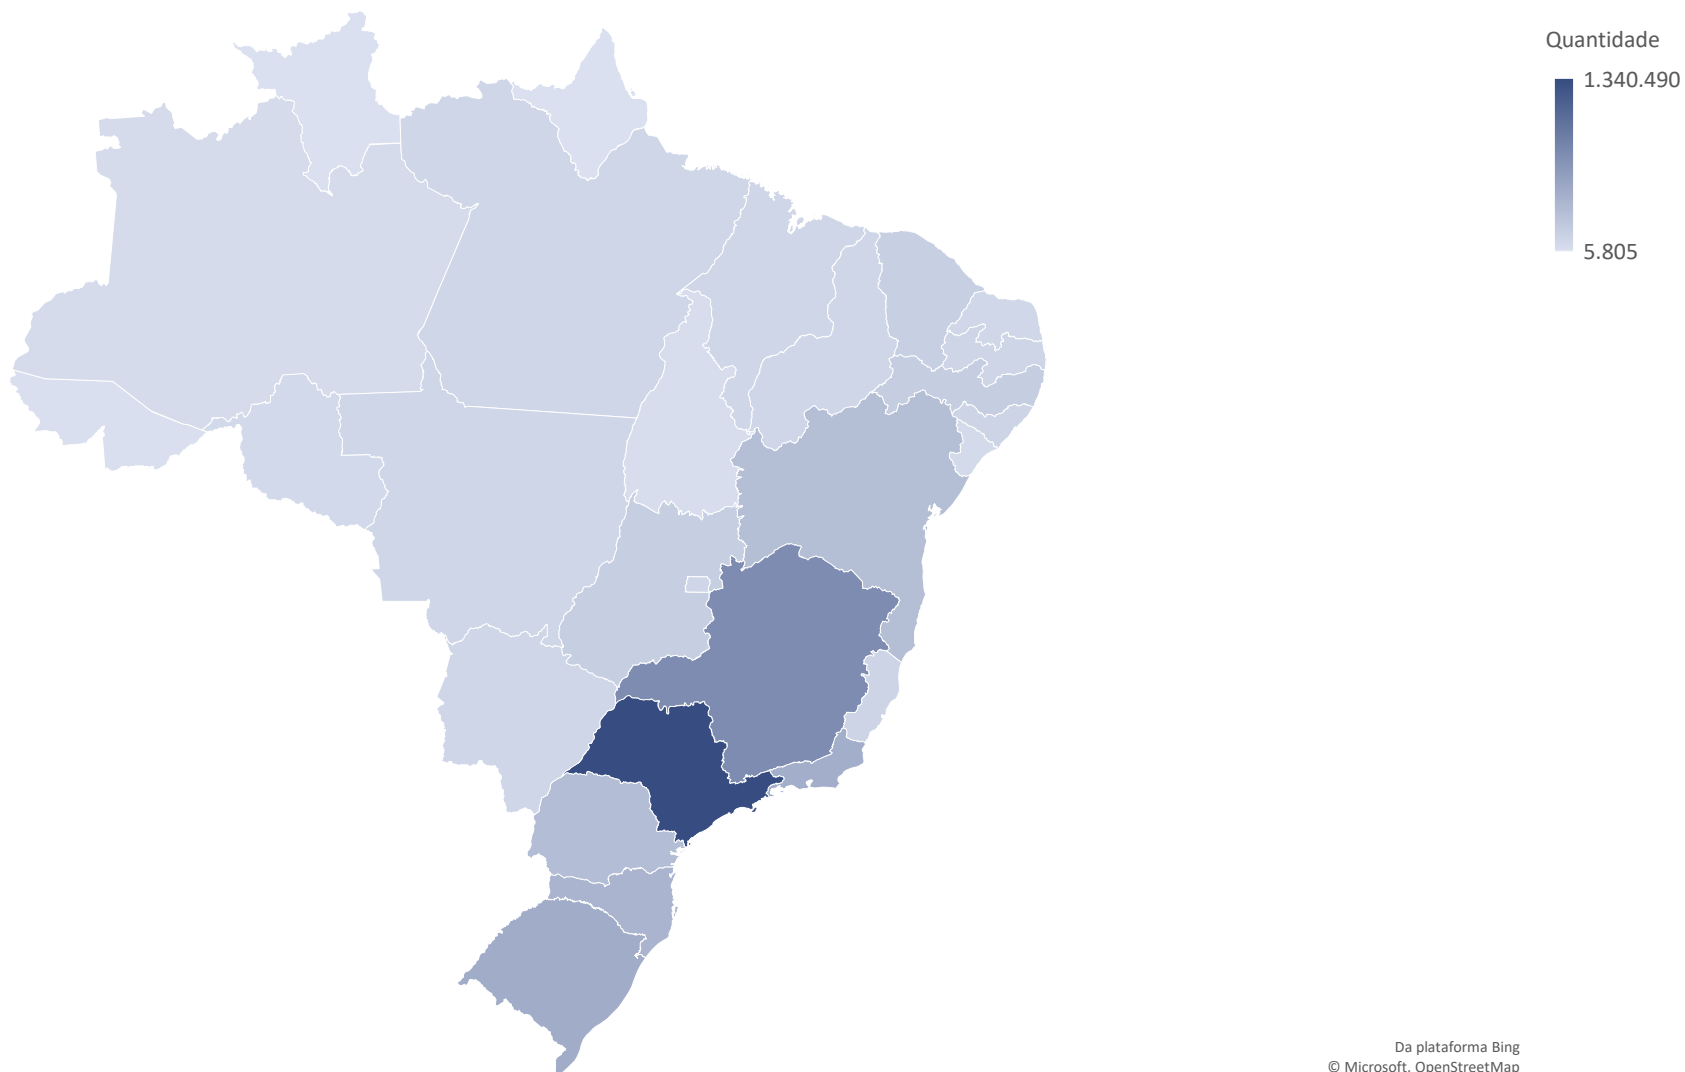 Quantidade
1.340.490
5.805
Da plataforma Bing
© Microsoft, OpenStreetMap